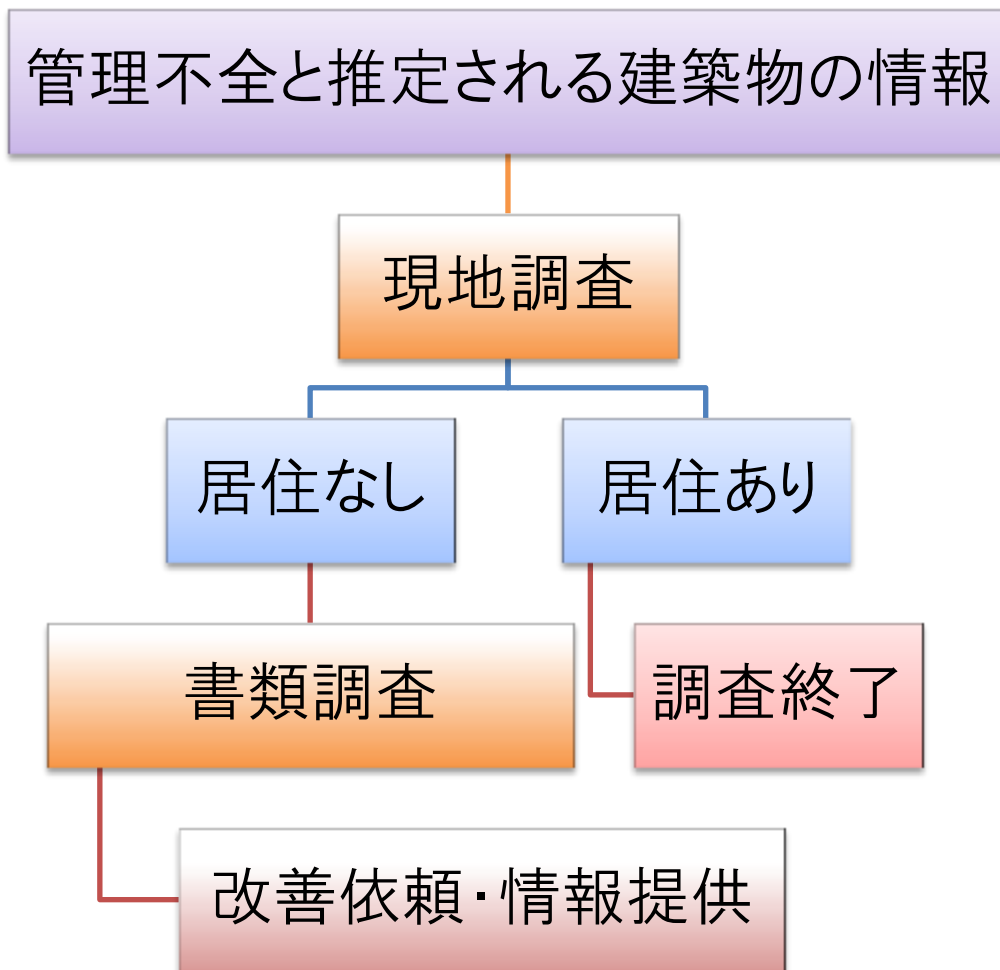 管理不全と推定される建築物の情報
現地調査
居住なし
居住あり
書類調査
調査終了
改善依頼・情報提供